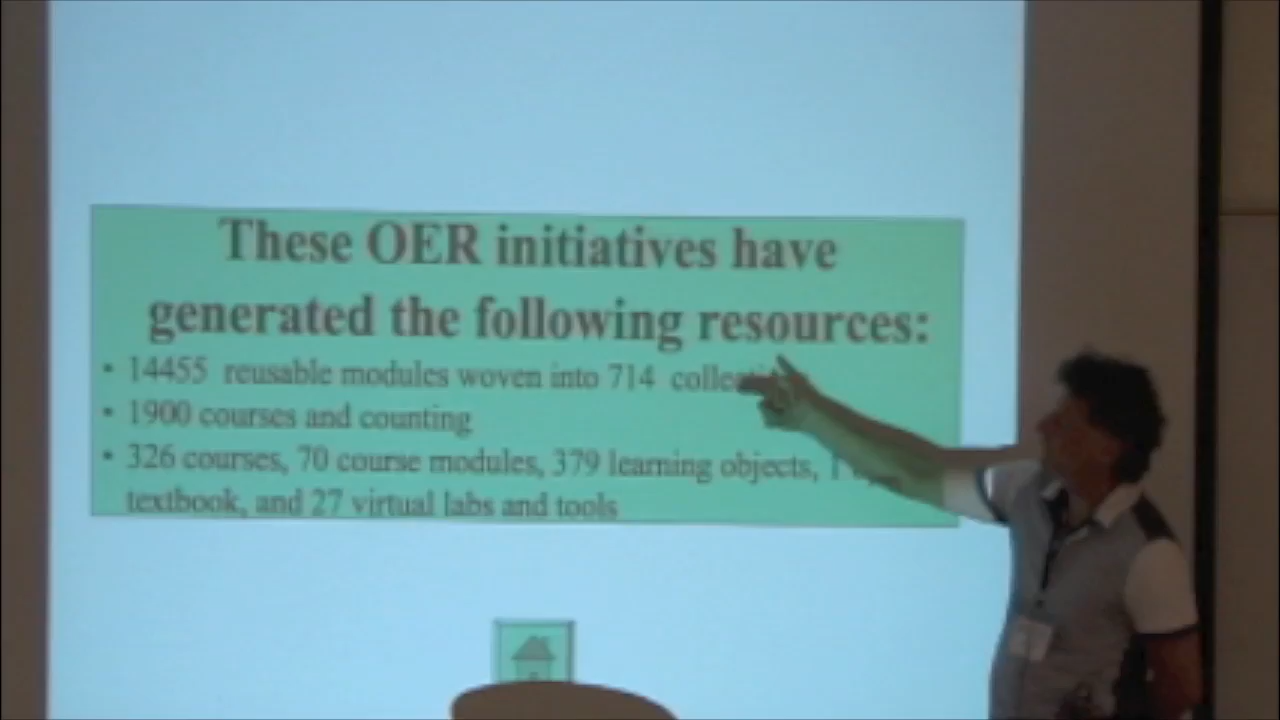 These OER initiatives have
generated the following resources:
• 14455 reusable modules woven into 714
• 1900 courses and counting
• 326 courses, 70 course modules, 379 learning objects, 1
textbook, and 27 virtual labs and tools